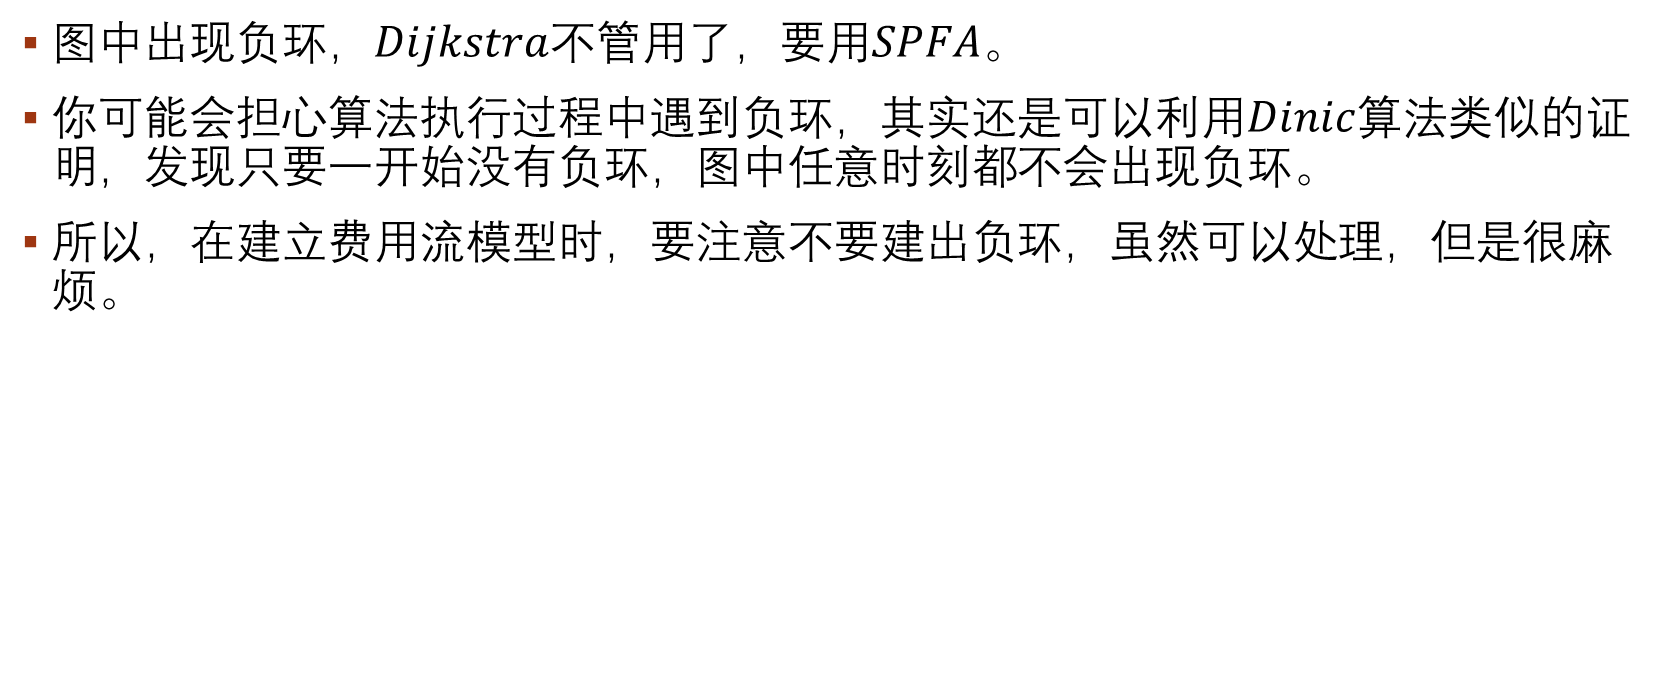 ▪ 图中出现负环，Dijkstra不管用了，要用SPFA。
▪ 你可能会担心算法执行过程中遇到负环，其实还是可以利用Dinic算法类似的证
明，发现只要一开始没有负环，图中任意时刻都不会出现负环。
▪ 所以，在建立费用流模型时，要注意不要建出负环，虽然可以处理，但是很麻
烦。